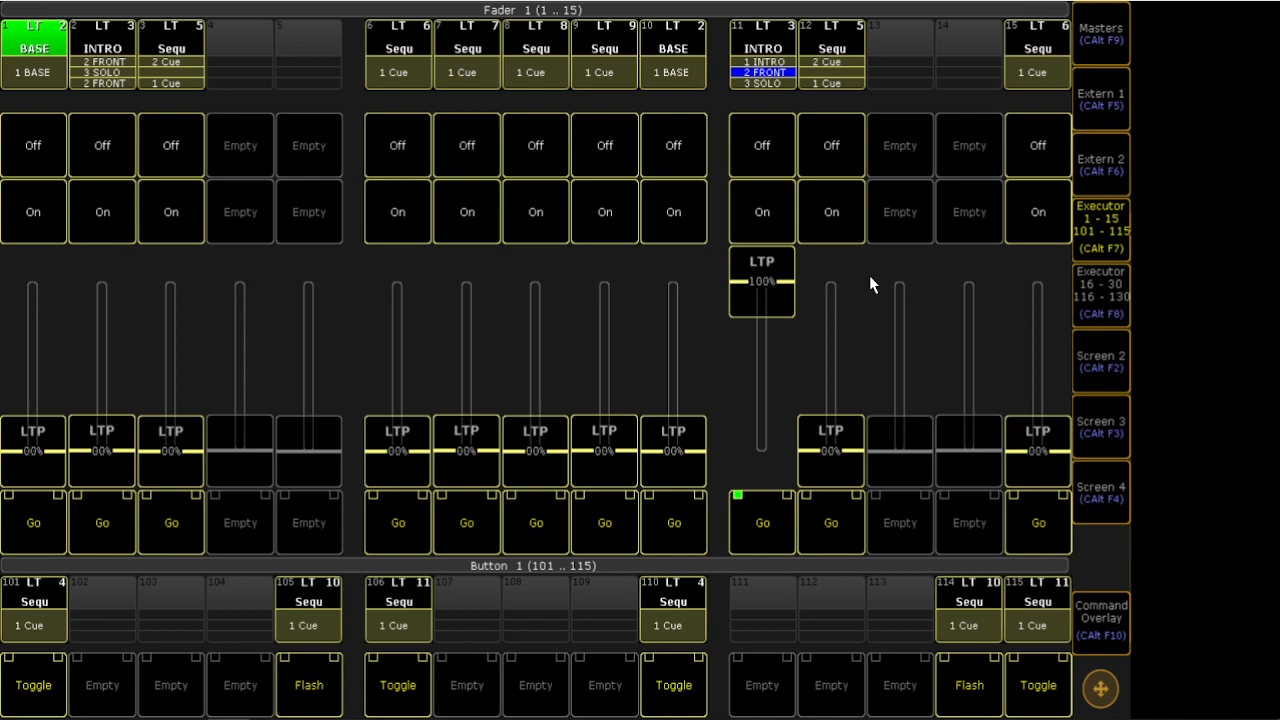 Fader 1 (1 .. 15)
1 LT 2 2 LT 3 3 LT 5 4 5 6 LT 6 7 LT 7 8 LT 8 9 LT 9 10 LT 2 11 LT 3 12 LT 5 13 14 15 LT 6
BASE INTRO Sequ Sequ Sequ Sequ Sequ BASE INTRO Sequ Sequ
2 FRONT 2 Cue 1 INTRO 2 Cue
1 BASE 3 SOLO 1 Cue 1 Cue 1 Cue 1 Cue 1 BASE 2 FRONT 1 Cue
2 FRONT 1 Cue 3 SOLO 1 Cue
Off Off Off Empty Empty Off Off Off Off Off Off Off Empty Empty Off
On On On Empty Empty On On On On On On On Empty Empty On
LTP
100%
LTP LTP LTP LTP LTP LTP LTP LTP LTP LTP
00% 00% 00% 00% 00% 00% 00% 00% 00% 00%
Go Go Go Empty Empty Go Go Go Go Go Go Go Empty Empty Go
Button 1 (101 .. 115)
101 LT 4 102 103 104 105 LT 10 106 LT 11 107 108 109 110 LT 4 111 112 113 114 LT 10 115 LT 11
Sequ Sequ Sequ Sequ Sequ Sequ
1 Cue 1 Cue 1 Cue 1 Cue 1 Cue 1 Cue
Toggle Empty Empty Empty Flash Toggle Empty Empty Empty Toggle Empty Empty Empty Flash Toggle
Masters
(CAlt F9)
Extern 1
(CAlt F5)
Extern 2
(CAlt F6)
Executor
1 - 15
101 - 115
(CAlt F7)
Executor
16 - 30
116 - 130
(CAlt F8)
Screen 2
(CAlt F2)
Screen 3
(CAlt F3)
Screen 4
(CAlt F4)
Command
Overlay
(CAlt F10)